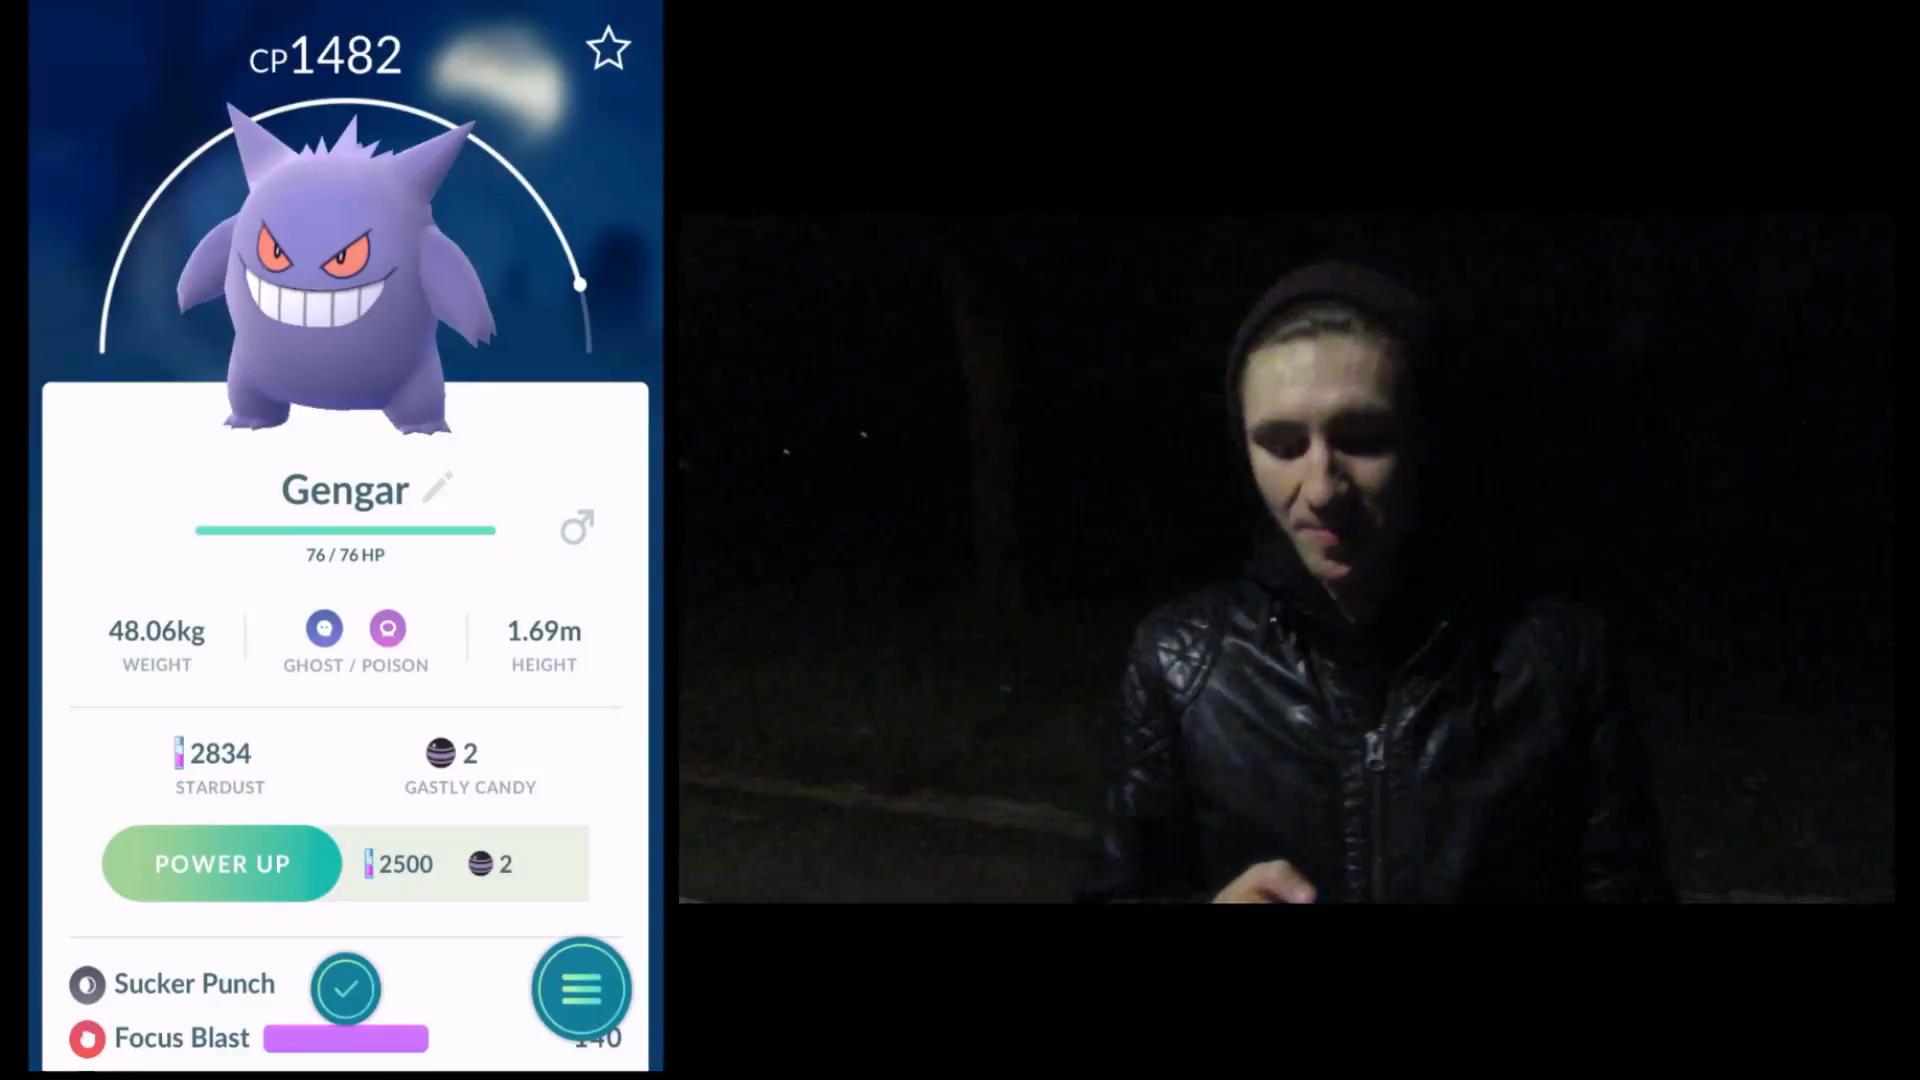 CP1482
Gengar
76 / 76 HP
48.06kg
WEIGHT
GHOST / POISON
1.69m
HEIGHT
2834
STARDUST
2
GASTLY CANDY
POWER UP
2500
2
Sucker Punch
Focus Blast
140